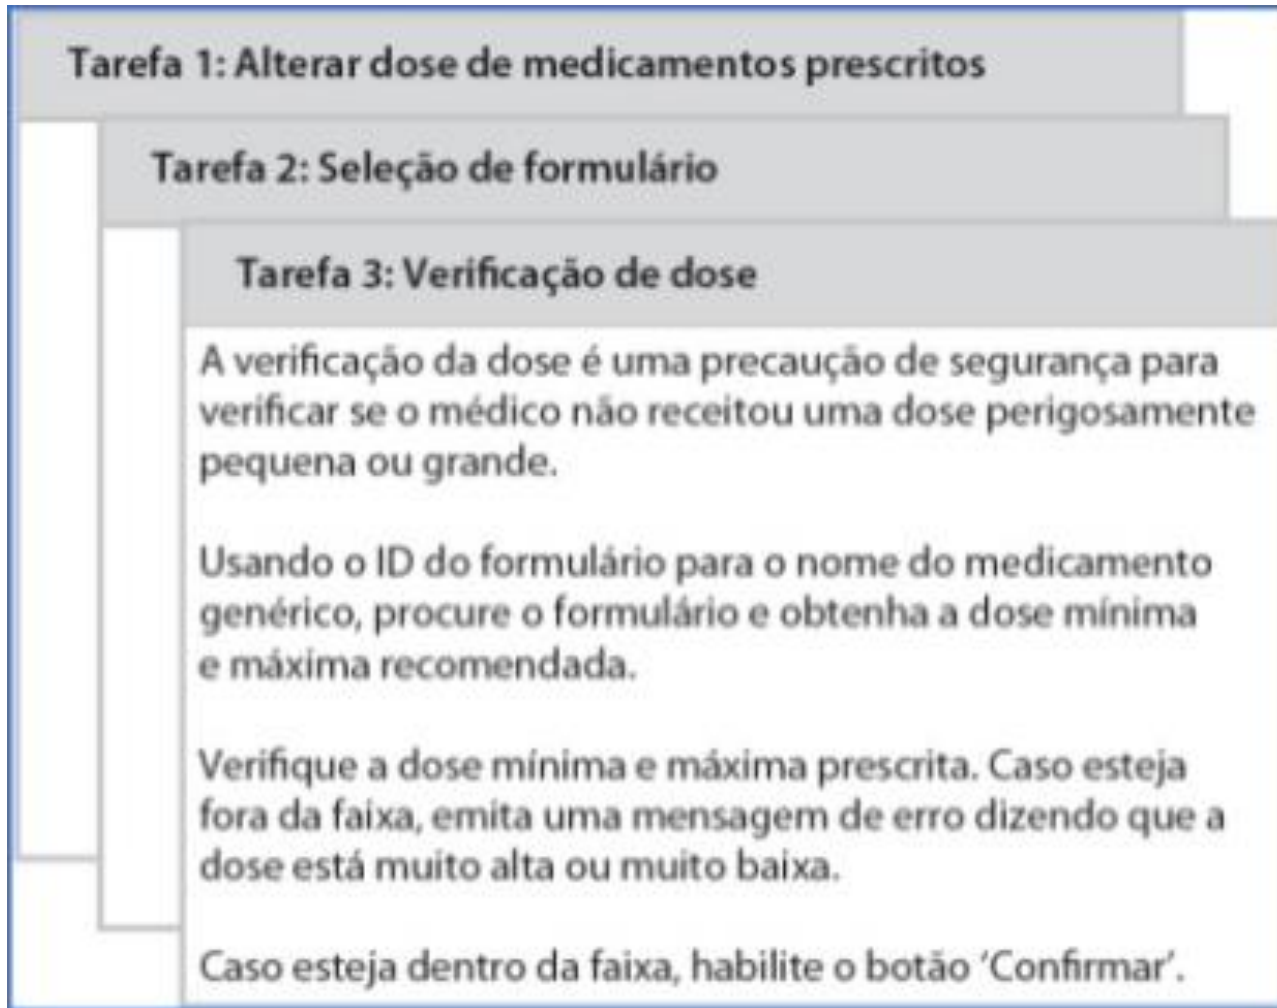 Tarefa 1: Alterar dose de medicamentos prescritos
Tarefa 2: Seleção de formulário
Tarefa 3: Verificação de dose
A verificação da dose é uma precaução de segurança para
verificar se o médico não receitou uma dose perigosamente
pequena ou grande.
Usando o ID do formulário para o nome do medicamento
genérico, procure o formulário e obtenha a dose mínima
e máxima recomendada.
Verifique a dose mínima e máxima prescrita. Caso esteja
fora da faixa, emita uma mensagem de erro dizendo que a
dose está muito alta ou muito baixa.
Caso esteja dentro da faixa, habilite o botão ‘Confirmar’.